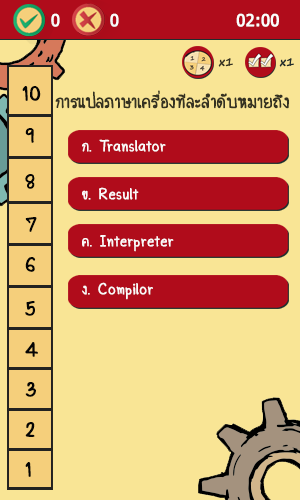 0 0 02:00
x1 x1
การแปลภาษาเครื่องทีละลำดับหมายถึง
ก. Translator
ข. Result
ค. Interpreter
ง. Compilor
10
9
8
7
6
5
4
3
2
1